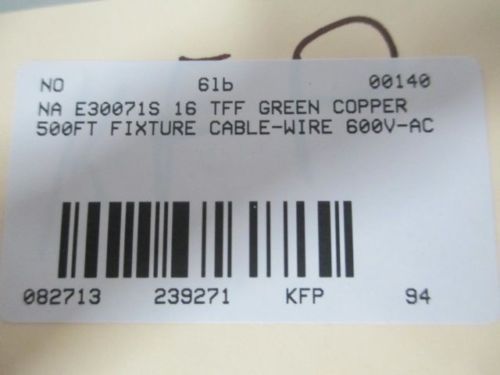 NO 6lb 00140
NA E30071S 16 TFF GREEN COPPER
500FT FIXTURE CABLE-WIRE 600V-AC
082713 239271 KFP 94